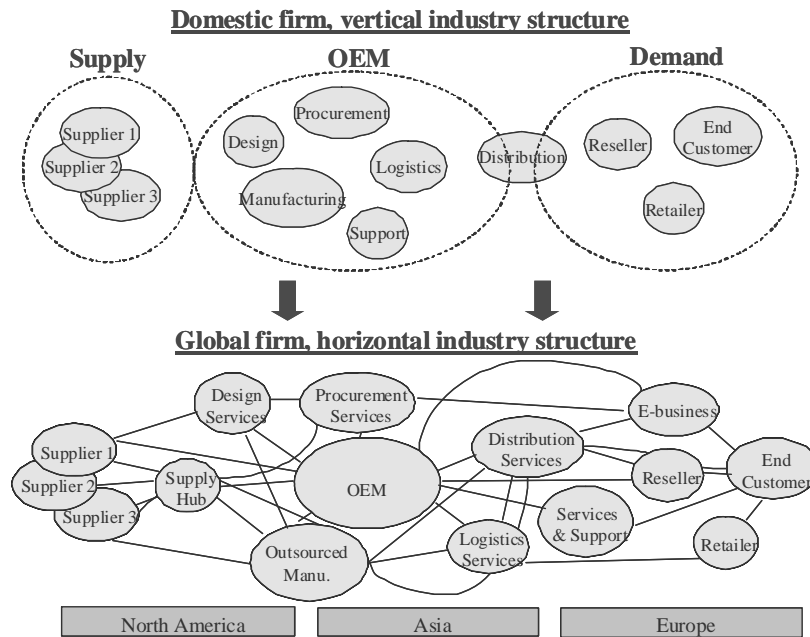 Domestic firm, vertical industry structure
Supply
OEM
Demand
Supplier 1
Supplier 2
Supplier 3
Procurement
Design
Logistics
Manufacturing
Support
Distribution
Reseller
End
Customer
Retailer
Global firm, horizontal industry structure
Design
Services
Procurement
Services
E-business
Supplier 1
Supplier 2
Supplier 3
Supply
Hub
OEM
Distribution
Services
Reseller
End
Customer
Services
& Support
Outsourced
Manu.
Logistics
Services
Retailer
North America
Asia
Europe